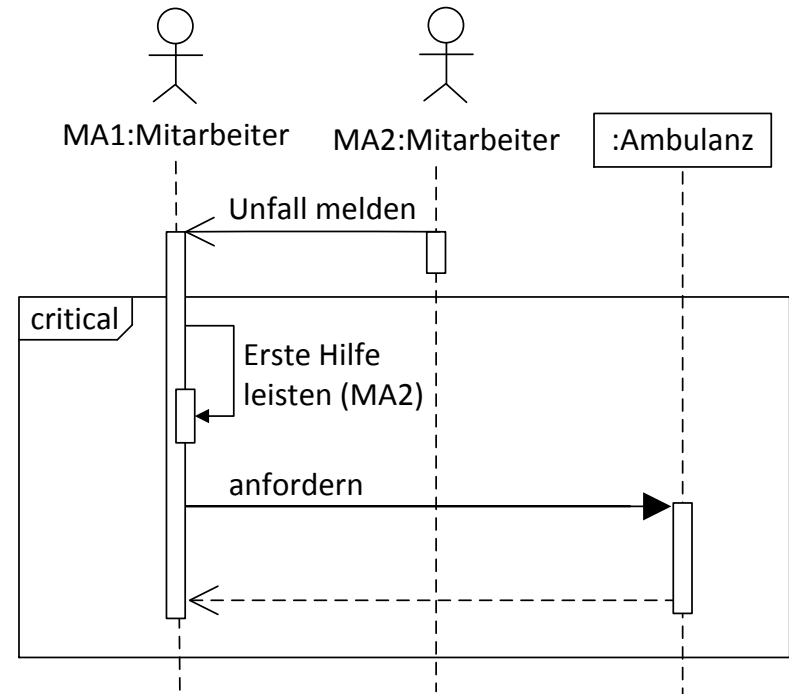 MA1:Mitarbeiter
MA2:Mitarbeiter
:Ambulanz
Unfall melden
critical
Erste Hilfe
leisten (MA2)
anfordern